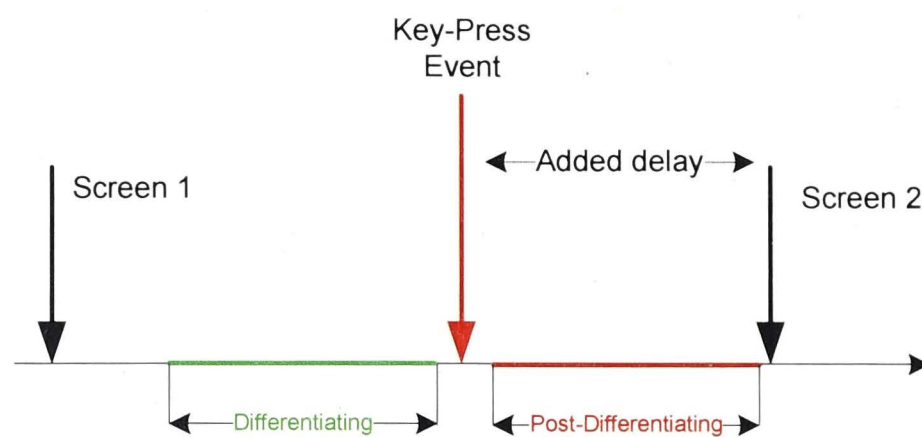 Key-Press
Event
Added delay
Screen 1
Screen 2
Differentiating
Post-Differentiating